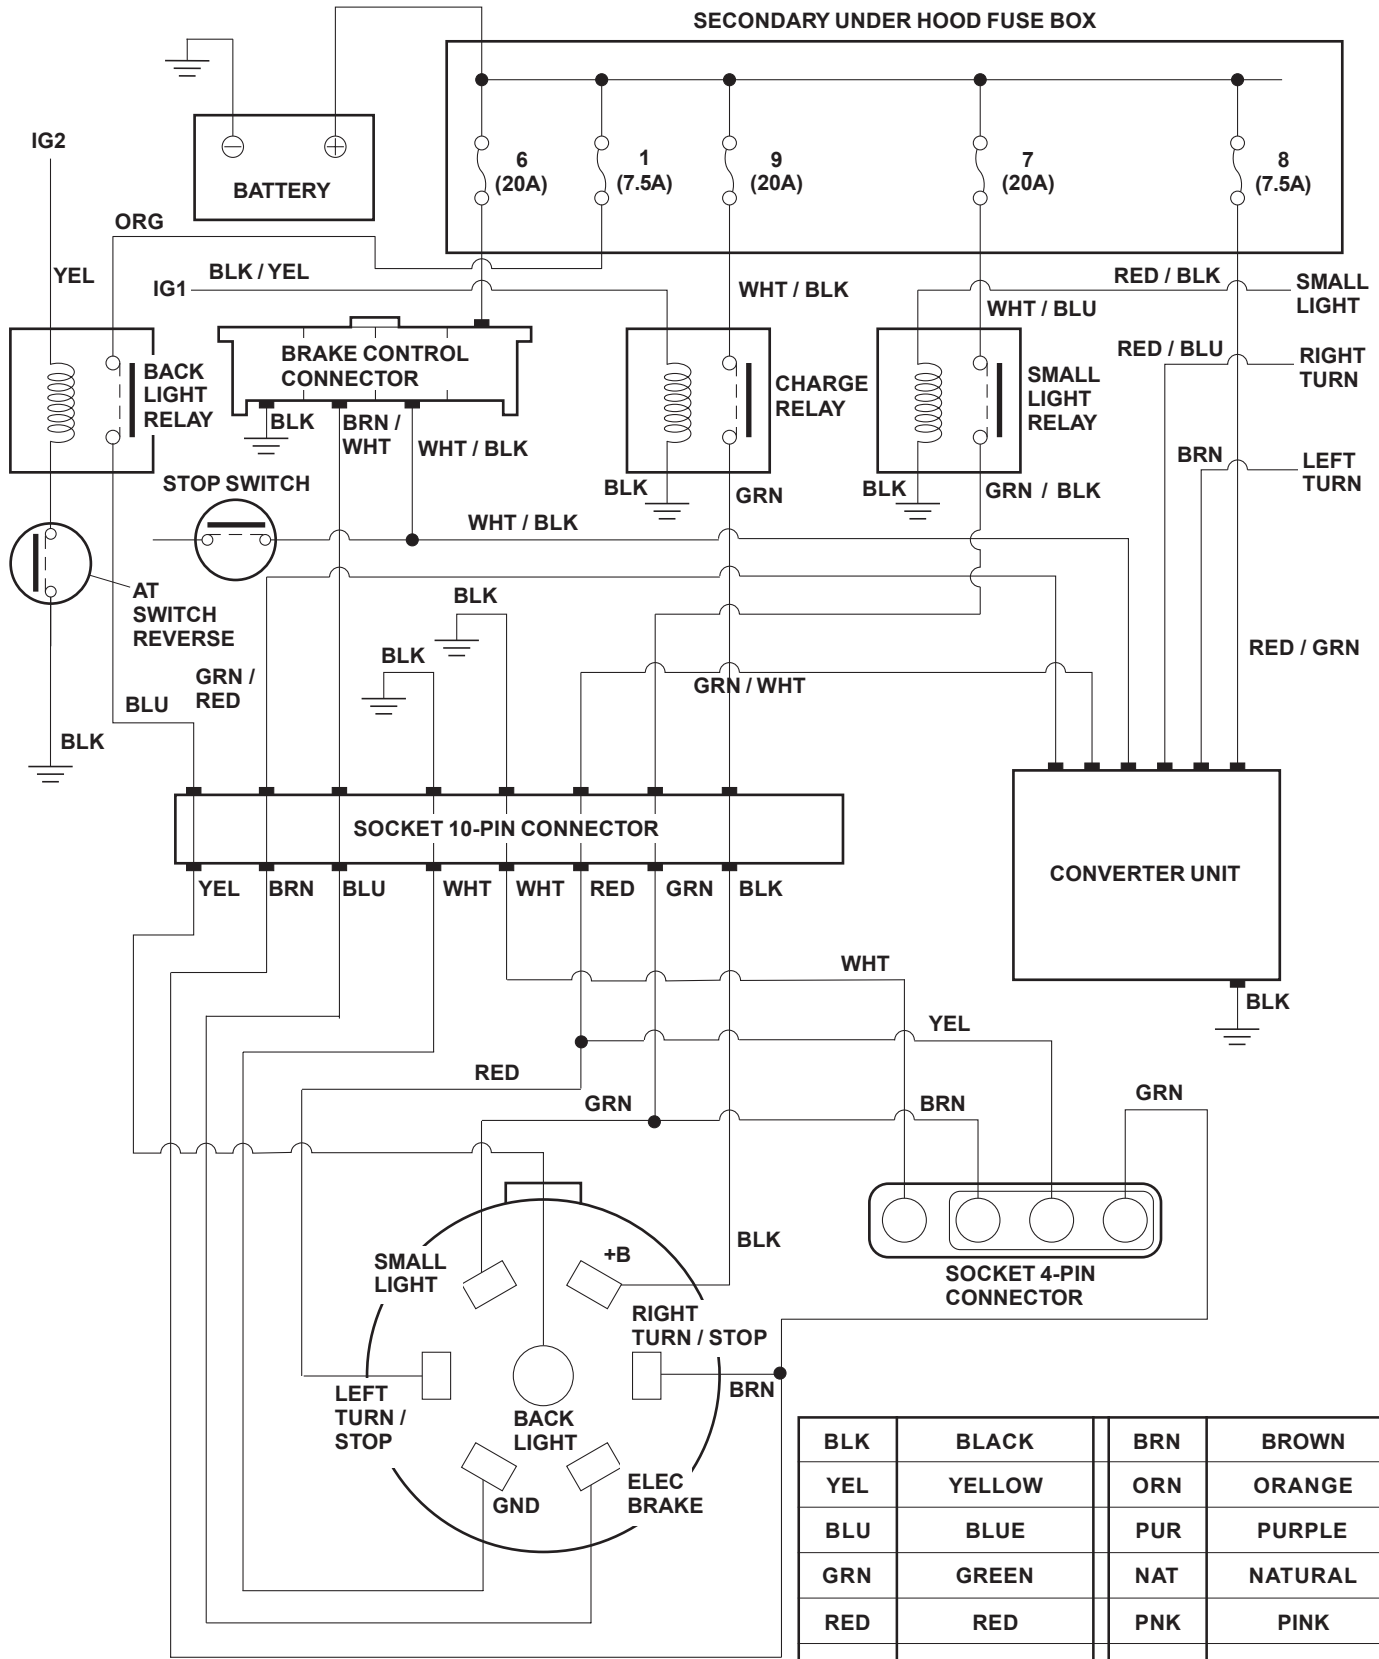 SECONDARY UNDER HOOD FUSE BOX
IG2
BATTERY
6
(20A)
1
(7.5A)
9
(20A)
7
(20A)
8
(7.5A)
ORG
YEL
BLK / YEL
IG1
WHT / BLK
RED / BLK
SMALL
LIGHT
WHT / BLU
BACK
LIGHT
RELAY
BRAKE CONTROL
CONNECTOR
CHARGE
RELAY
SMALL
LIGHT
RELAY
RED / BLU
RIGHT
TURN
BLK
BRN /
WHT
WHT / BLK
BRN
LEFT
TURN
STOP SWITCH
BLK
GRN
BLK
GRN / BLK
WHT / BLK
AT
SWITCH
REVERSE
BLK
BLK
RED / GRN
GRN /
RED
GRN / WHT
BLU
BLK
SOCKET 10-PIN CONNECTOR
CONVERTER UNIT
YEL
BRN
BLU
WHT
WHT
RED
GRN
BLK
WHT
BLK
YEL
RED
GRN
BRN
GRN
BLK
SMALL
LIGHT
+B
SOCKET 4-PIN
CONNECTOR
RIGHT
TURN / STOP
BRN
LEFT
TURN /
STOP
BACK
LIGHT
GND
ELEC
BRAKE
BLK BLACK BRN BROWN
YEL YELLOW ORN ORANGE
BLU BLUE PUR PURPLE
GRN GREEN NAT NATURAL
RED RED PNK PINK